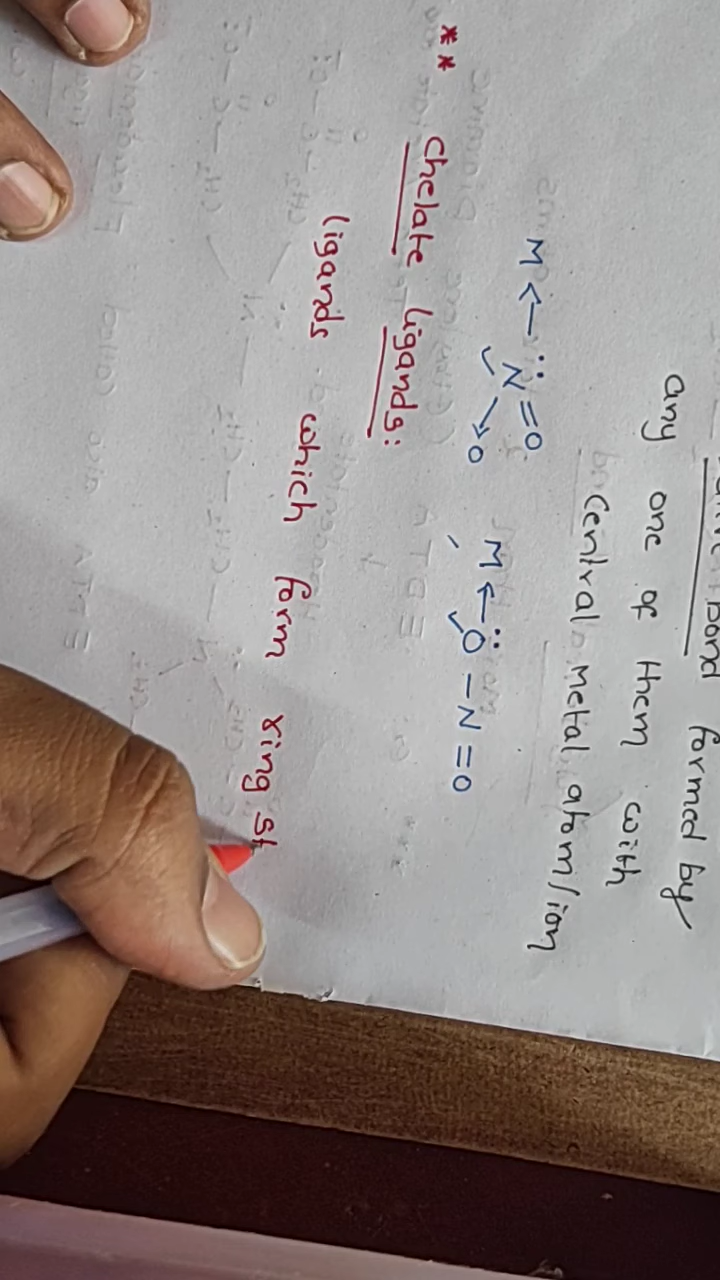 bond formed by
any one of them with
Central metal atom/ion
M ← N̈ = O
↘ O
M ← Ö – N = O
** Chelate ligands:
ligands which form ring st